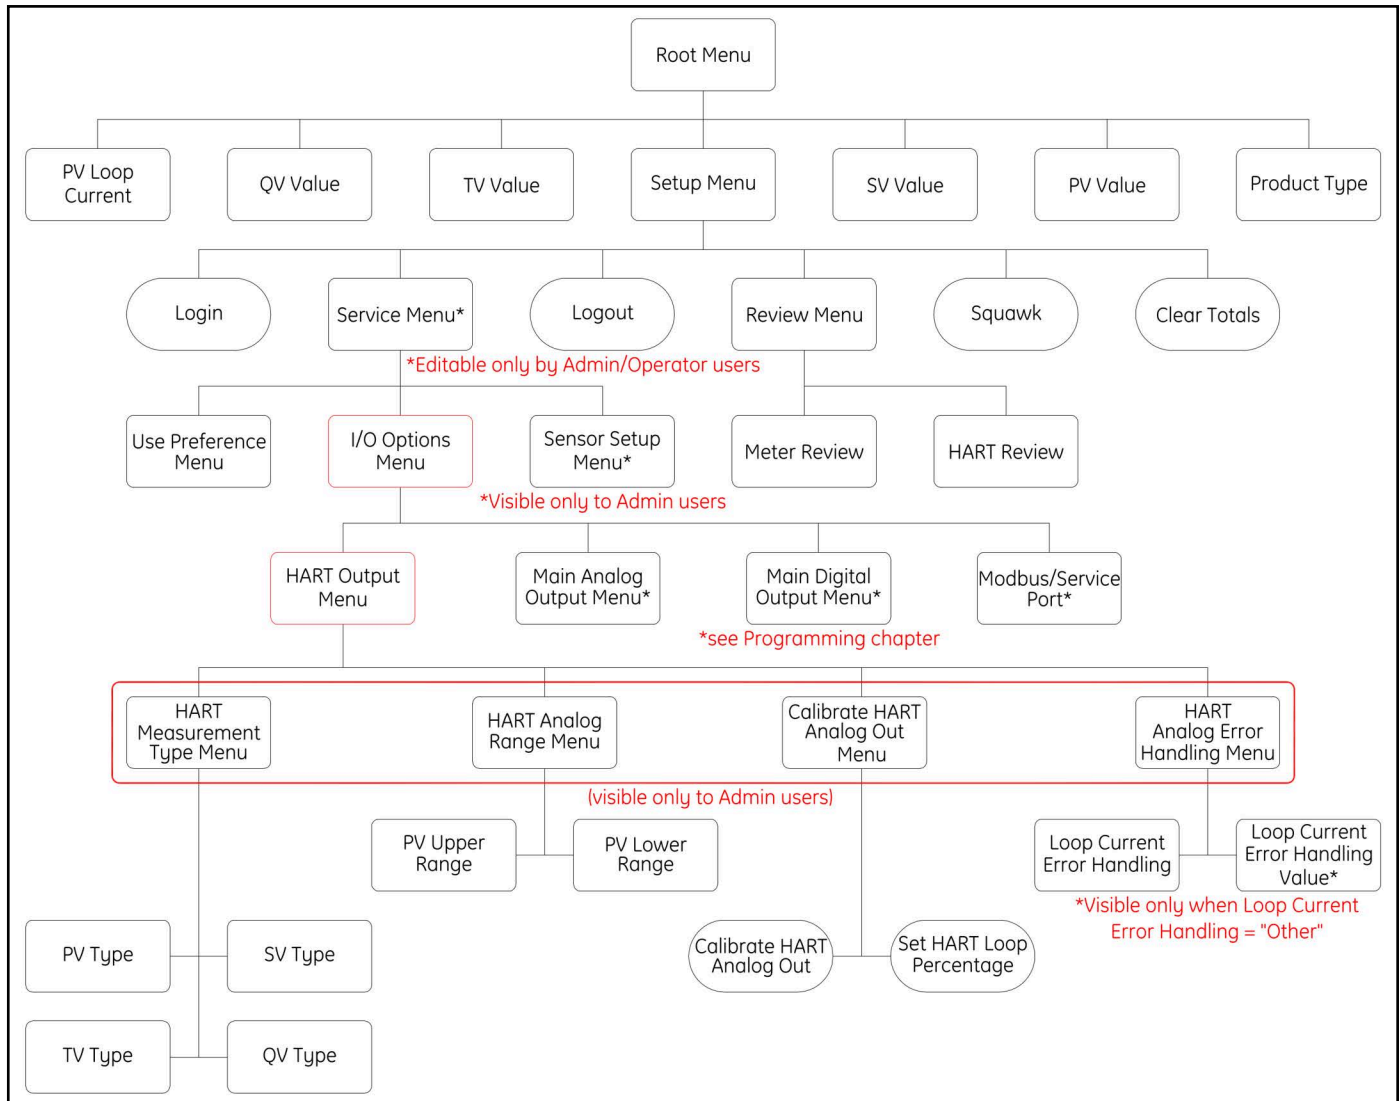 Root Menu
PV Loop
Current
QV Value
TV Value
Setup Menu
SV Value
PV Value
Product Type
Login
Service Menu*
Logout
Review Menu
Squawk
Clear Totals
*Editable only by Admin/Operator users
Use Preference
Menu
I/O Options
Menu
Sensor Setup
Menu*
Meter Review
HART Review
*Visible only to Admin users
HART Output
Menu
Main Analog
Output Menu*
Main Digital
Output Menu*
Modbus/Service
Port*
*see Programming chapter
HART
Measurement
Type Menu
HART Analog
Range Menu
Calibrate HART
Analog Out
Menu
HART
Analog Error
Handling Menu
(visible only to Admin users)
PV Upper
Range
PV Lower
Range
Loop Current
Error Handling
Loop Current
Error Handling
Value*
*Visible only when Loop Current
Error Handling = "Other"
PV Type
SV Type
Calibrate HART
Analog Out
Set HART Loop
Percentage
TV Type
QV Type